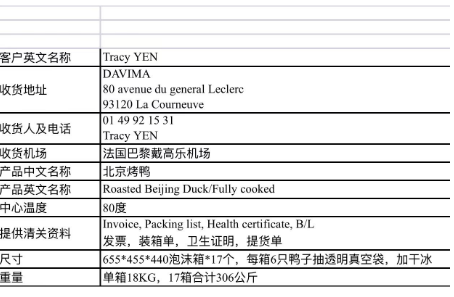 客户英文名称 Tracy YEN
收货地址 DAVIMA
80 avenue du general Leclerc
93120 La Courneuve
收货人及电话 01 49 92 15 31
Tracy YEN
收货机场 法国巴黎戴高乐机场
产品中文名称 北京烤鸭
产品英文名称 Roasted Beijing Duck/Fully cooked
中心温度 80度
提供清关资料 Invoice, Packing list, Health certificate, B/L
发票，装箱单，卫生证明，提货单
尺寸 655*455*440泡沫箱*17个，每箱6只鸭子抽透明真空袋，加干冰
重量 单箱18KG，17箱合计306公斤